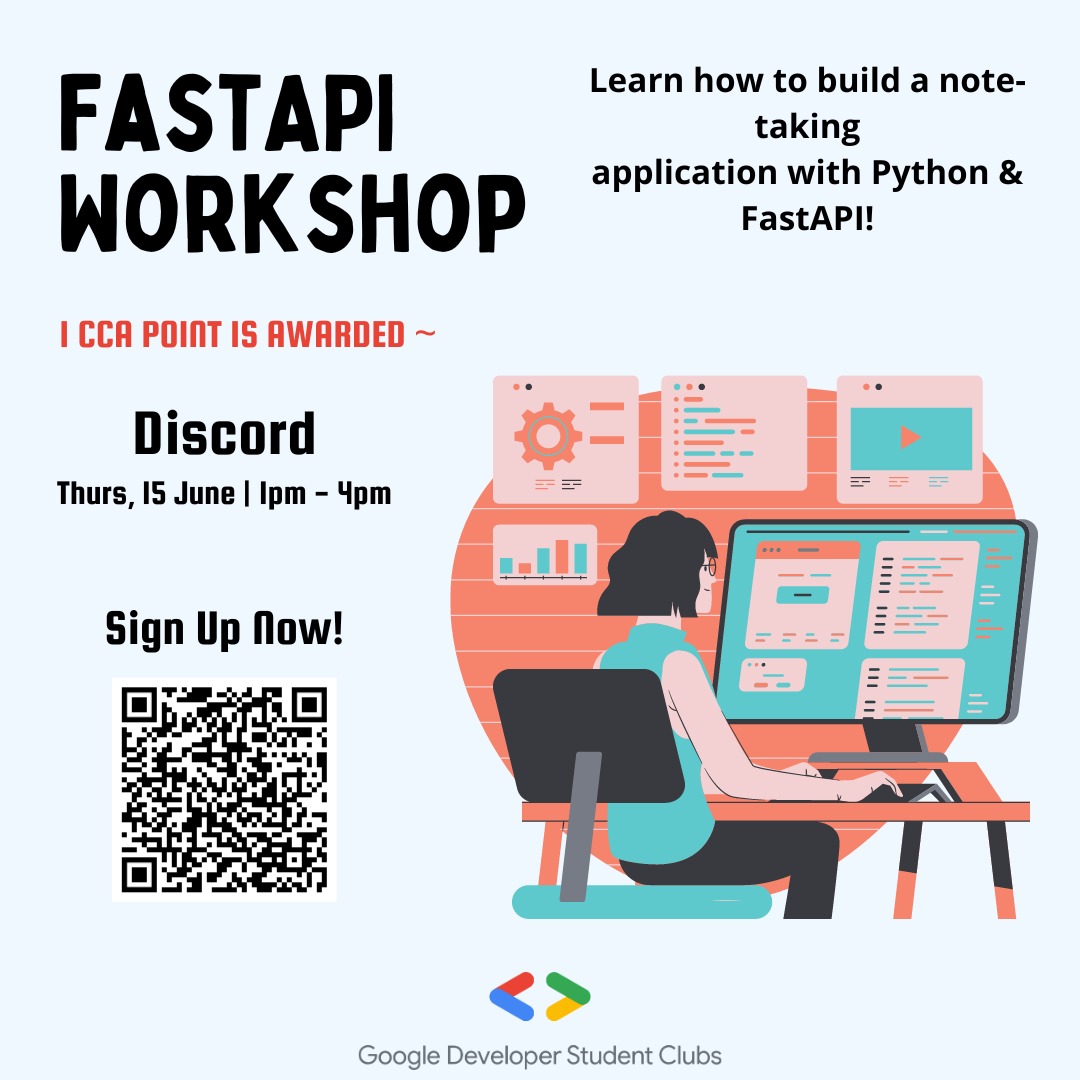 FASTAPI
WORKSHOP
Learn how to build a note-
taking
application with Python &
FastAPI!
1 CCA POINT IS AWARDED ~
Discord
Thurs, 15 June | 1pm – 4pm
Sign Up Now!
Google Developer Student Clubs